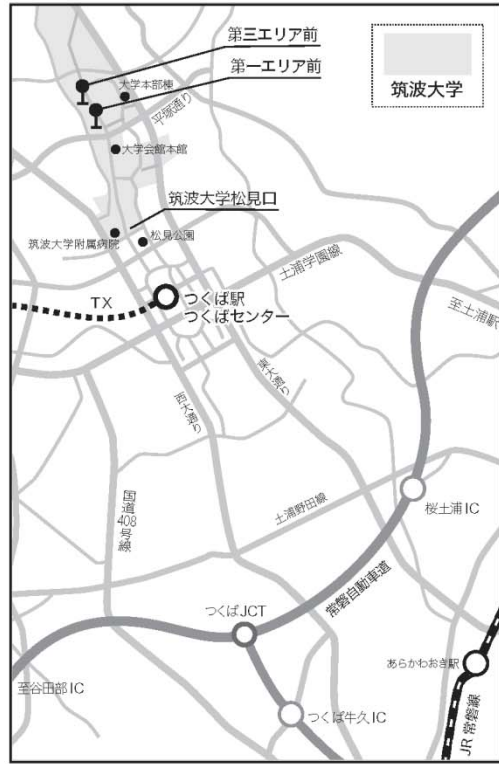 第三エリア前
第一エリア前
筑波大学
大学本部棟
平塚通り
大学会館本館
筑波大学松見口
筑波大学附属病院
松見公園
土浦学園線
TX
つくば駅
つくばセンター
至土浦駅
西大通り
東大通り
国道408号線
土浦野田線
桜土浦IC
常磐自動車道
つくばJCT
あらかわおき駅
至谷田部IC
つくば牛久IC
JR常磐線